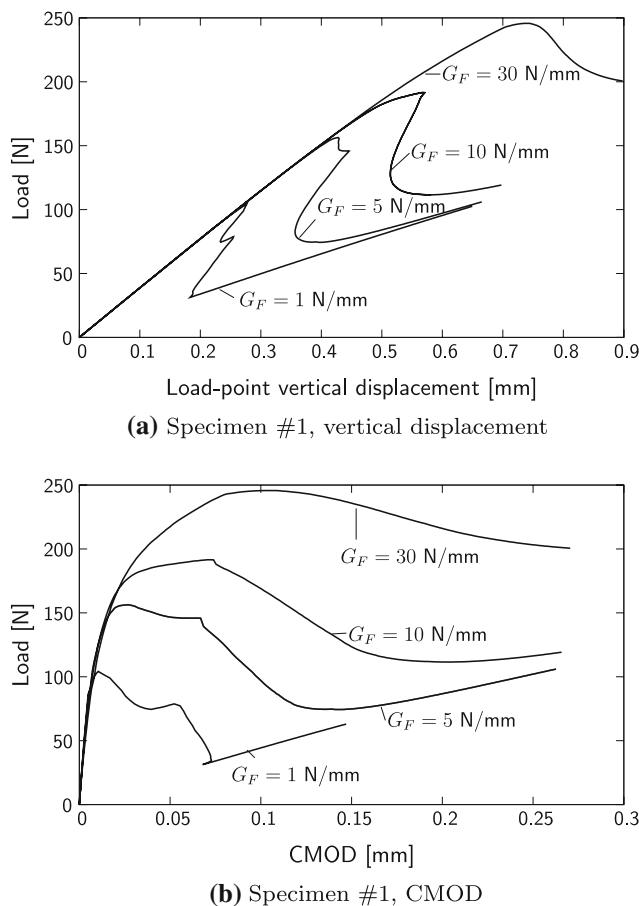 300
250
200
150
100
50
0
Load [N]
G_F = 30 N/mm
G_F = 10 N/mm
G_F = 5 N/mm
G_F = 1 N/mm
0 0.1 0.2 0.3 0.4 0.5 0.6 0.7 0.8 0.9
Load-point vertical displacement [mm]
(a) Specimen #1, vertical displacement
250
200
150
100
50
0
Load [N]
G_F = 30 N/mm
G_F = 10 N/mm
G_F = 5 N/mm
G_F = 1 N/mm
0 0.05 0.1 0.15 0.2 0.25 0.3
CMOD [mm]
(b) Specimen #1, CMOD